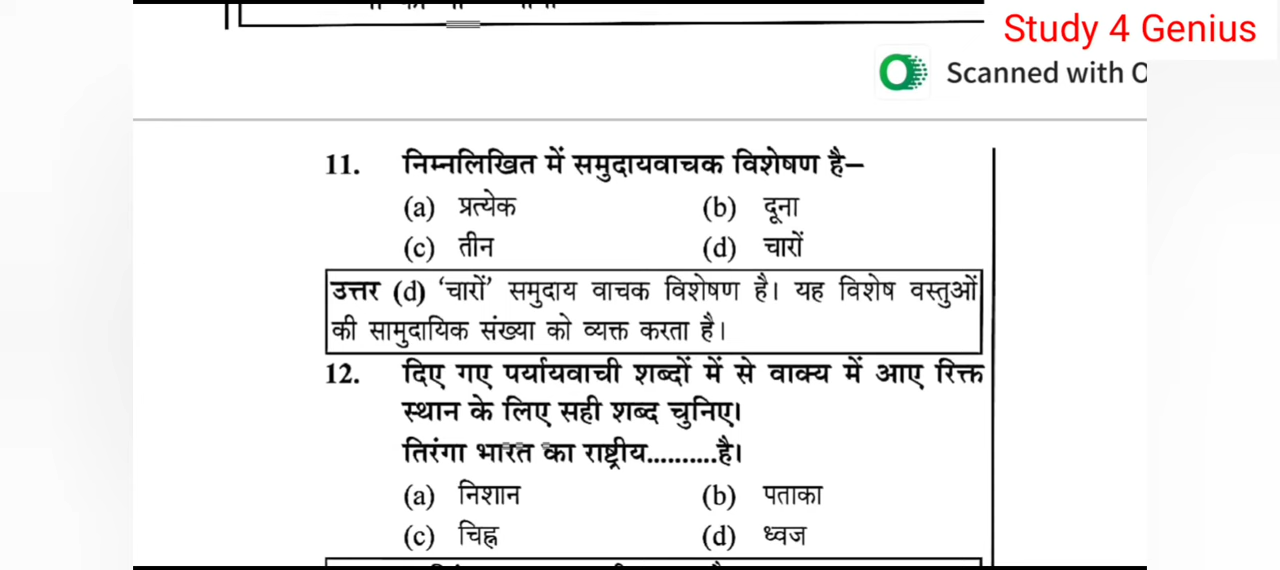 Study 4 Genius
Scanned with O
11. निम्नलिखित में समुदायवाचक विशेषण है–
(a) प्रत्येक (b) दूना
(c) तीन (d) चारों
उत्तर (d) ‘चारों’ समुदाय वाचक विशेषण है। यह विशेष वस्तुओं
की सामुदायिक संख्या को व्यक्त करता है।
12. दिए गए पर्यायवाची शब्दों में से वाक्य में आए रिक्त
स्थान के लिए सही शब्द चुनिए।
तिरंगा भारत का राष्ट्रीय..........है।
(a) निशान (b) पताका
(c) चिह्न (d) ध्वज